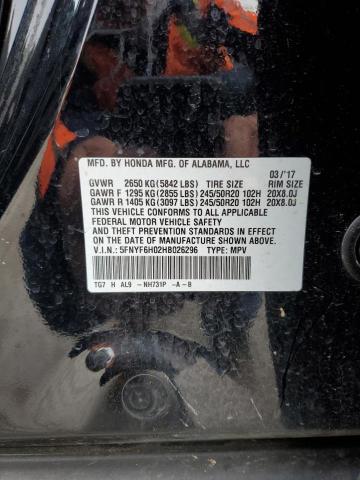 MFD. BY HONDA MFG. OF ALABAMA, LLC 03/'17
GVWR 2650 KG (5842 LBS) TIRE SIZE RIM SIZE
GAWR F 1295 KG (2855 LBS) 245/50R20 102H 20X8.0J
GAWR R 1405 KG (3097 LBS) 245/50R20 102H 20X8.0J
THIS VEHICLE CONFORMS TO ALL APPLICABLE
FEDERAL MOTOR VEHICLE SAFETY
AND THEFT PREVENTION STANDARDS IN EFFECT
ON THE DATE OF MANUFACTURE SHOWN ABOVE.
V.I.N.: 5FNYF6H02HB026296 TYPE: MPV
TG7 H AL9 - NH731P -A -B